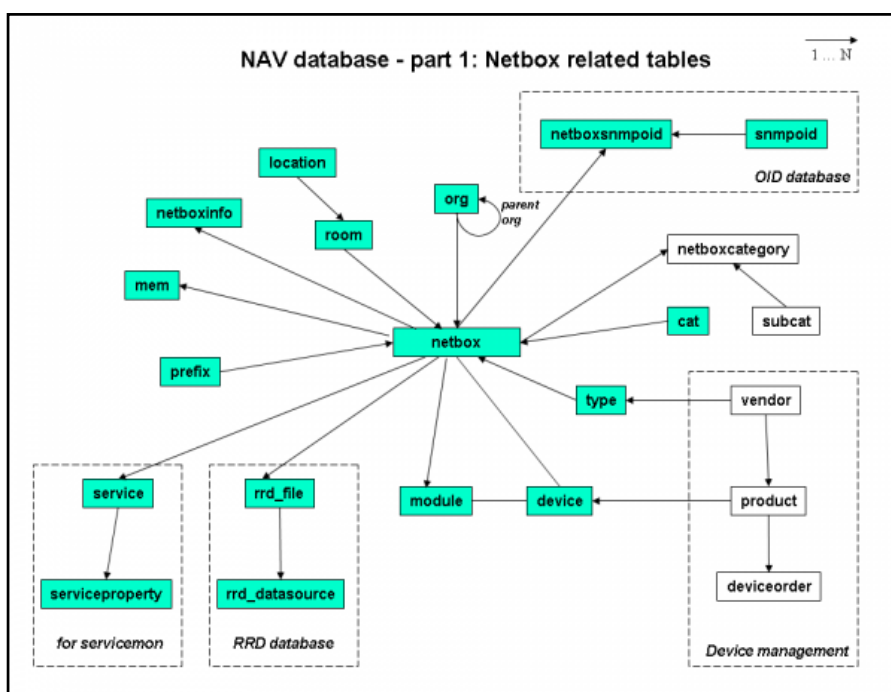 NAV database - part 1: Netbox related tables
1 ... N
netboxsnmpoid
snmpoid
OID database
location
org
parent
org
netboxinfo
room
netboxcategory
mem
cat
subcat
netbox
prefix
type
vendor
service
rrd_file
module
device
product
serviceproperty
rrd_datasource
deviceorder
for servicemon
RRD database
Device management